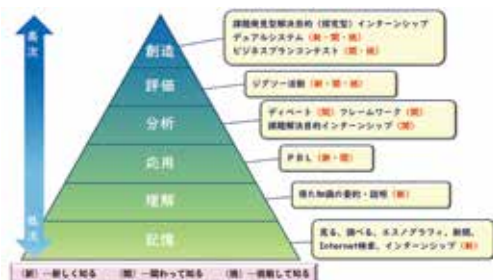 高次
低次
創造
評価
分析
応用
理解
記憶
課題発見型解決目的（探究型）インターンシップ
デュアルシステム（新・関・挑）
ビジネスプランコンテスト（関・挑）
ジグソー活動（新・関・挑）
ディベート（関）フレームワーク（関）
課題解決目的インターンシップ（関）
PBL（新・関）
得た知識の要約・説明（新）
見る、調べる、エスノグラフィ、新聞、
Internet検索、インターンシップ（新）
（新）―新しく知る　（関）―関わって知る　（挑）―挑戦して知る